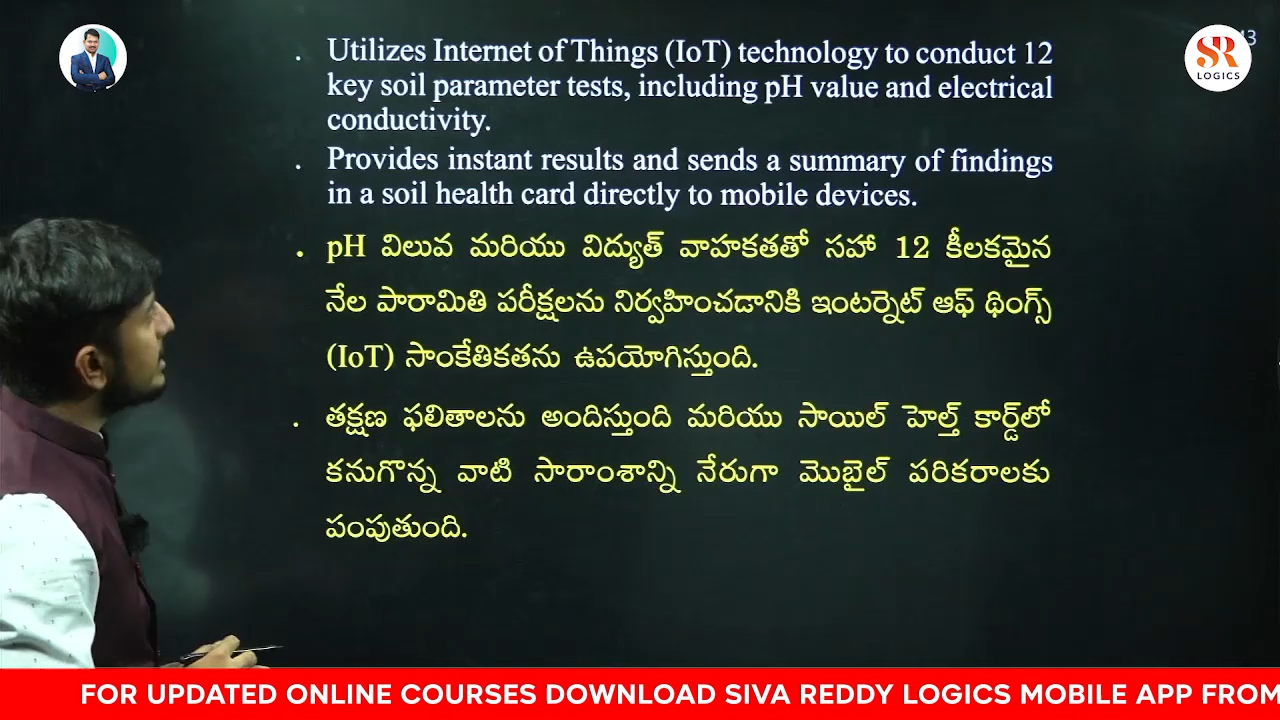 . Utilizes Internet of Things (IoT) technology to conduct 12
key soil parameter tests, including pH value and electrical
conductivity.
. Provides instant results and sends a summary of findings
in a soil health card directly to mobile devices.
. pH విలువ మరియు విద్యుత్ వాహకతతో సహా 12 కీలకమైన
నేల పారామితి పరీక్షలను నిర్వహించడానికి ఇంటర్నెట్ ఆఫ్ థింగ్స్
(IoT) సాంకేతికతను ఉపయోగిస్తుంది.
. తక్షణ ఫలితాలను అందిస్తుంది మరియు సాయిల్ హెల్త్ కార్డ్‌లో
కనుగొన్న వాటి సారాంశాన్ని నేరుగా మొబైల్ పరికరాలకు
పంపుతుంది.
SR
LOGICS
FOR UPDATED ONLINE COURSES DOWNLOAD SIVA REDDY LOGICS MOBILE APP FROM